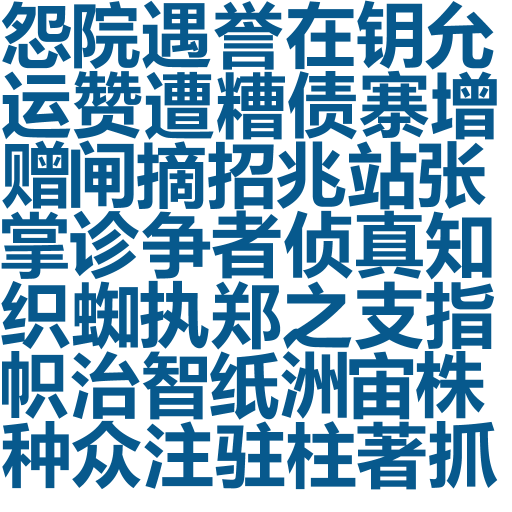 怨院遇誉在钥允
运赞遭糟债寨增
赠闸摘招兆站张
掌诊争者侦真知
织蜘执郑之支指
帜治智纸洲宙株
种众注驻柱著抓